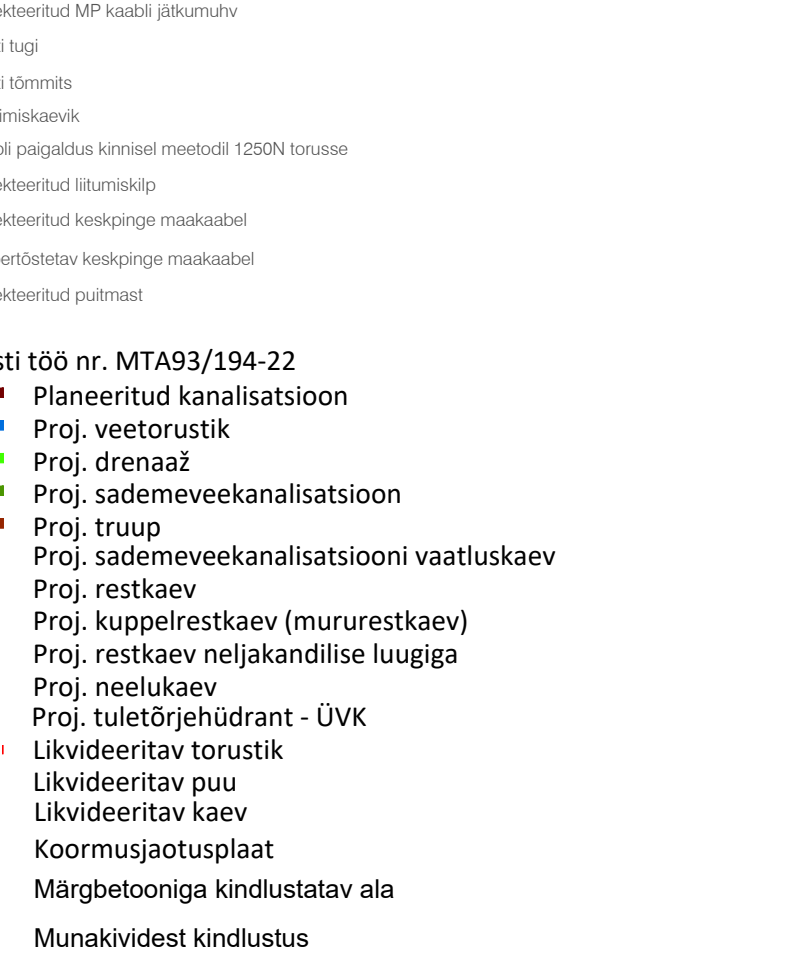 ekteeritud MP kaabli jätkumuhv
i tugi
i tõmmits
imiskaevik
oli paigaldus kinnisel meetodil 1250N torusse
ekteeritud liitumiskilp
ekteeritud keskpinge maakaabel
ertõstetav keskpinge maakaabel
ekteeritud puitmast
sti töö nr. MTA93/194-22
Planeeritud kanalisatsioon
Proj. veetorustik
Proj. drenaaž
Proj. sademeveekanalisatsioon
Proj. truup
Proj. sademeveekanalisatsiooni vaatluskaev
Proj. restkaev
Proj. kuppelrestkaev (mururestkaev)
Proj. restkaev neljakandilise luugiga
Proj. neelukaev
Proj. tuletõrjehüdrant - ÜVK
Likvideeritav torustik
Likvideeritav puu
Likvideeritav kaev
Koormusjaotusplaat
Märgbetooniga kindlustatav ala
Munakividest kindlustus